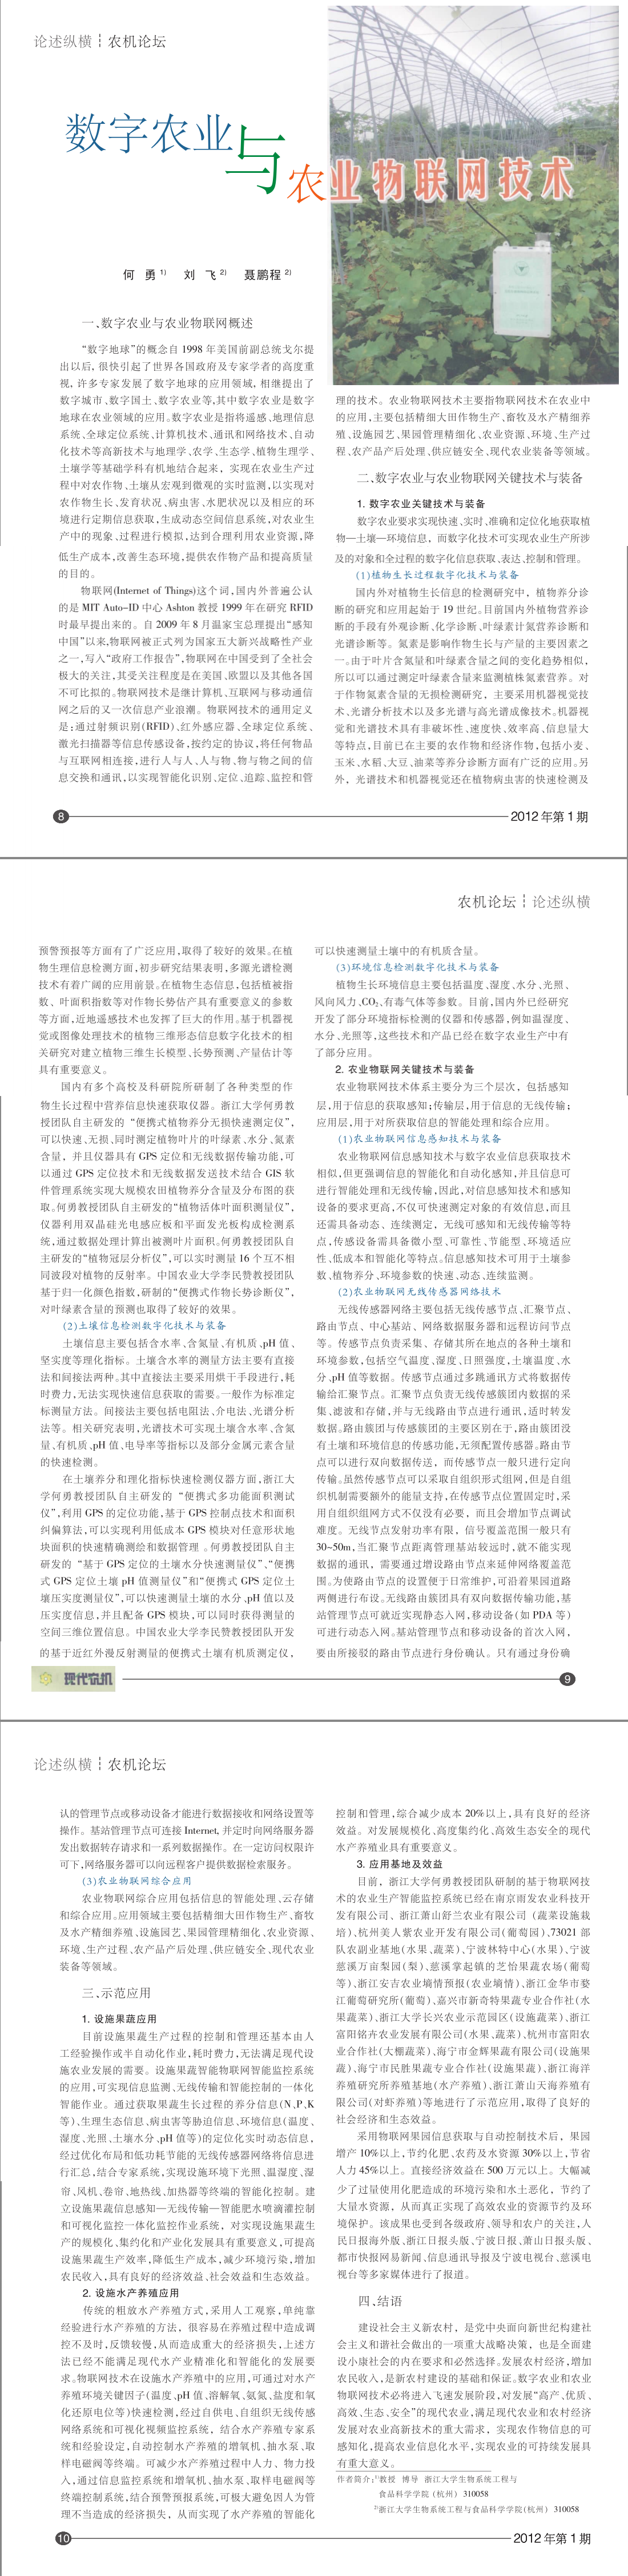 论述纵横 农机论坛
数字农业
与
农业物联网技术
何 勇1) 刘 飞2) 聂鹏程2)
一、数字农业与农业物联网概述
“数字地球”的概念自 1998 年美国前副总统戈尔提
出以后,很快引起了世界各国政府及专家学者的高度重
视, 许多专家发展了数字地球的应用领域, 相继提出了
数字城市、数字国土、数字农业等,其中数字农业是数字
地球在农业领域的应用。数字农业是指将遥感、地理信息
系统、全球定位系统、计算机技术、通讯和网络技术、自动
化技术等高新技术与地理学、农学、生态学、植物生理学、
土壤学等基础学科有机地结合起来, 实现在农业生产过
程中对农作物、土壤从宏观到微观的实时监测,以实现对
农作物生长、发育状况、病虫害、水肥状况以及相应的环
境进行定期信息获取,生成动态空间信息系统,对农业生
产中的现象、过程进行模拟,达到合理利用农业资源,降
低生产成本,改善生态环境,提供农作物产品和提高质量
的目的。
物联网(Internet of Things)这个词,国内外普遍公认
的是 MIT Auto-ID 中心 Ashton 教授 1999 年在研究 RFID
时最早提出来的。自 2009 年 8 月温家宝总理提出“感知
中国”以来,物联网被正式列为国家五大新兴战略性产业
之一,写入“政府工作报告”,物联网在中国受到了全社会
极大的关注,其受关注程度是在美国、欧盟以及其他各国
不可比拟的。物联网技术是继计算机、互联网与移动通信
网之后的又一次信息产业浪潮。物联网技术的通用定义
是:通过射频识别(RFID)、红外感应器、全球定位系统、
激光扫描器等信息传感设备,按约定的协议,将任何物品
与互联网相连接,进行人与人、人与物、物与物之间的信
息交换和通讯,以实现智能化识别、定位、追踪、监控和管
理的技术。农业物联网技术主要指物联网技术在农业中
的应用,主要包括精细大田作物生产、畜牧及水产精细养
殖、设施园艺、果园管理精细化、农业资源、环境、生产过
程、农产品产后处理、供应链安全、现代农业装备等领域。
二、数字农业与农业物联网关键技术与装备
1. 数字农业关键技术与装备
数字农业要求实现快速、实时、准确和定位化地获取植
物—土壤—环境信息, 而数字化技术可实现农业生产所涉
及的对象和全过程的数字化信息获取、表达、控制和管理。
(1)植物生长过程数字化技术与装备
国内外对植物生长信息的检测研究中, 植物养分诊
断的研究和应用起始于 19 世纪。目前国内外植物营养诊
断的手段有外观诊断、化学诊断、叶绿素计氮营养诊断和
光谱诊断等。氮素是影响作物生长与产量的主要因素之
一。由于叶片含氮量和叶绿素含量之间的变化趋势相似,
所以可以通过测定叶绿素含量来监测植株氮素营养。对
于作物氮素含量的无损检测研究, 主要采用机器视觉技
术、光谱分析技术以及多光谱与高光谱成像技术。机器视
觉和光谱技术具有非破坏性、速度快、效率高、信息量大
等特点,目前已在主要的农作物和经济作物,包括小麦、
玉米、水稻、大豆、油菜等养分诊断方面有广泛的应用。另
外, 光谱技术和机器视觉还在植物病虫害的快速检测及
8 2012 年第 1 期
农机论坛 论述纵横
预警预报等方面有了广泛应用,取得了较好的效果。在植
物生理信息检测方面,初步研究结果表明,多源光谱检测
技术有着广阔的应用前景。在植物生态信息,包括植被指
数、叶面积指数等对作物长势估产具有重要意义的参数
等方面,近地遥感技术也发挥了巨大的作用。基于机器视
觉或图像处理技术的植物三维形态信息数字化技术的相
关研究对建立植物三维生长模型、长势预测、产量估计等
具有重要意义。
国内有多个高校及科研院所研制了各种类型的作
物生长过程中营养信息快速获取仪器。浙江大学何勇教
授团队自主研发的 “便携式植物养分无损快速测定仪”,
可以快速、无损、同时测定植物叶片的叶绿素、水分、氮素
含量, 并且仪器具有 GPS 定位和无线数据传输功能,可
以通过 GPS 定位技术和无线数据发送技术结合 GIS 软
件管理系统实现大规模农田植物养分含量及分布图的获
取。何勇教授团队自主研发的“植物活体叶面积测量仪”,
仪器利用双晶硅光电感应板和平面发光板构成检测系
统,通过数据处理计算出被测叶片面积。何勇教授团队自
主研发的“植物冠层分析仪”,可以实时测量 16 个互不相
同波段对植物的反射率。中国农业大学李民赞教授团队
基于归一化颜色指数,研制的“便携式作物长势诊断仪”,
对叶绿素含量的预测也取得了较好的效果。
(2)土壤信息检测数字化技术与装备
土壤信息主要包括含水率、含氮量、有机质、pH 值、
坚实度等理化指标。土壤含水率的测量方法主要有直接
法和间接法两种。其中直接法主要采用烘干手段进行,耗
时费力,无法实现快速信息获取的需要。一般作为标准定
标测量方法。间接法主要包括电阻法、介电法、光谱分析
法等。相关研究表明,光谱技术可实现土壤含水率、含氮
量、有机质、pH 值、电导率等指标以及部分金属元素含量
的快速检测。
在土壤养分和理化指标快速检测仪器方面,浙江大
学何勇教授团队自主研发的 “便携式多功能面积测试
仪”,利用 GPS 的定位功能,基于 GPS 控制点技术和面积
纠偏算法,可以实现利用低成本 GPS 模块对任意形状地
块面积的快速精确测绘和数据管理 。何勇教授团队自主
研发的 “基于 GPS 定位的土壤水分快速测量仪”、“便携
式 GPS 定位土壤 pH 值测量仪”和“便携式 GPS 定位土
壤压实度测量仪”,可以快速测量土壤的水分、pH 值以及
压实度信息,并且配备 GPS 模块,可以同时获得测量的
空间三维位置信息。中国农业大学李民赞教授团队开发
的基于近红外漫反射测量的便携式土壤有机质测定仪,
可以快速测量土壤中的有机质含量。
(3)环境信息检测数字化技术与装备
植物生长环境信息主要包括温度、湿度、水分、光照、
风向风力、CO2、有毒气体等参数。目前,国内外已经研究
开发了部分环境指标检测的仪器和传感器,例如温湿度、
水分、光照等,这些技术和产品已经在数字农业生产中有
了部分应用。
2. 农业物联网关键技术与装备
农业物联网技术体系主要分为三个层次, 包括感知
层,用于信息的获取感知;传输层,用于信息的无线传输;
应用层,用于对所获取信息的智能处理和综合应用。
(1)农业物联网信息感知技术与装备
农业物联网信息感知技术与数字农业信息获取技术
相似,但更强调信息的智能化和自动化感知,并且信息可
进行智能处理和无线传输,因此,对信息感知技术和感知
设备的要求更高,不仅可快速测定对象的有效信息,而且
还需具备动态、连续测定, 无线可感知和无线传输等特
点,传感设备需具备微小型、可靠性、节能型、环境适应
性、低成本和智能化等特点。信息感知技术可用于土壤参
数、植物养分、环境参数的快速、动态、连续监测。
(2)农业物联网无线传感器网络技术
无线传感器网络主要包括无线传感节点、汇聚节点、
路由节点、中心基站、网络数据服务器和远程访问节点
等。传感节点负责采集、存储其所在地点的各种土壤和
环境参数,包括空气温度、湿度、日照强度,土壤温度、水
分、pH 值等数据。传感节点通过多跳通讯方式将数据传
输给汇聚节点。汇聚节点负责无线传感簇团内数据的采
集、滤波和存储,并与无线路由节点进行通讯,适时转发
数据。路由簇团与传感簇团的主要区别在于,路由簇团没
有土壤和环境信息的传感功能,无须配置传感器。路由节
点可以进行双向数据传送, 而传感节点一般只进行定向
传输。虽然传感节点可以采取自组织形式组网,但是自组
织机制需要额外的能量支持,在传感节点位置固定时,采
用自组织组网方式不仅没有必要, 而且会增加节点调试
难度。无线节点发射功率有限, 信号覆盖范围一般只有
30~50m,当汇聚节点距离管理基站较远时,就不能实现
数据的通讯, 需要通过增设路由节点来延伸网络覆盖范
围。为使路由节点的设置便于日常维护,可沿着果园道路
两侧进行布设。无线路由簇团具有双向数据传输功能,基
站管理节点可就近实现静态入网,移动设备(如 PDA 等)
可进行动态入网。基站管理节点和移动设备的首次入网,
要由所接驳的路由节点进行身份确认。只有通过身份确
现代农机 9
论述纵横 农机论坛
认的管理节点或移动设备才能进行数据接收和网络设置等
操作。基站管理节点可连接 Internet, 并定时向网络服务器
发出数据转存请求和一系列数据操作。在一定访问权限许
可下,网络服务器可以向远程客户提供数据检索服务。
(3)农业物联网综合应用
农业物联网综合应用包括信息的智能处理、云存储
和综合应用。应用领域主要包括精细大田作物生产、畜牧
及水产精细养殖、设施园艺、果园管理精细化、农业资源、
环境、生产过程、农产品产后处理、供应链安全、现代农业
装备等领域。
三、示范应用
1. 设施果蔬应用
目前设施果蔬生产过程的控制和管理还基本由人
工经验操作或半自动化作业,耗时费力,无法满足现代设
施农业发展的需要。设施果蔬智能物联网智能监控系统
的应用,可实现信息监测、无线传输和智能控制的一体化
智能作业。通过获取果蔬生长过程的养分信息(N、P、K
等)、生理生态信息、病虫害等胁迫信息、环境信息(温度、
湿度、光照、土壤水分、pH值等)的定位化实时动态信息,
经过优化布局和低功耗节能的无线传感器网络将信息进
行汇总,结合专家系统,实现设施环境下光照、温湿度、湿
帘、风机、卷帘、地热线、加热器等终端的智能化控制。建
立设施果蔬信息感知—无线传输—智能肥水喷滴灌控制
和可视化监控一体化监控作业系统, 对实现设施果蔬生
产的规模化、集约化和产业化发展具有重要意义,可提高
设施果蔬生产效率,降低生产成本,减少环境污染,增加
农民收入,具有良好的经济效益、社会效益和生态效益。
2. 设施水产养殖应用
传统的粗放水产养殖方式,采用人工观察,单纯靠
经验进行水产养殖的方法, 很容易在养殖过程中造成调
控不及时,反馈较慢,从而造成重大的经济损失,上述方
法已经不能满足现代水产业精准化和智能化的发展要
求。物联网技术在设施水产养殖中的应用,可通过对水产
养殖环境关键因子(温度、pH值、溶解氧、氨氮、盐度和氧
化还原电位等)快速检测,经过自供电、自组织无线传感
网络系统和可视化视频监控系统, 结合水产养殖专家系
统和经验设定,自动控制水产养殖的增氧机、抽水泵、取
样电磁阀等终端。可减少水产养殖过程中人力、物力投
入,通过信息监控系统和增氧机、抽水泵、取样电磁阀等
终端控制系统,结合预警预报系统,可极大避免因人为管
理不当造成的经济损失, 从而实现了水产养殖的智能化
控制和管理,综合减少成本 20%以上,具有良好的经济
效益。对发展规模化、高度集约化、高效生态安全的现代
水产养殖业具有重要意义。
3. 应用基地及效益
目前, 浙江大学何勇教授团队研制的基于物联网技
术的农业生产智能监控系统已经在南京雨发农业科技开
发有限公司、浙江萧山舒兰农业有限公司 (蔬菜设施栽
培)、杭州美人紫农业开发有限公司(葡萄园)、73021 部
队农副业基地(水果、蔬菜)、宁波林特中心(水果)、宁波
慈溪万亩梨园(梨)、慈溪掌起镇的芝怡果蔬农场(葡萄
等)、浙江安吉农业墒情预报(农业墒情)、浙江金华市婺
江葡萄研究所(葡萄)、嘉兴市新奇特果蔬专业合作社(水
果蔬菜)、浙江大学长兴农业示范园区(设施蔬菜)、浙江
富阳铭卉农业发展有限公司(水果、蔬菜)、杭州市富阳农
业合作社(大棚蔬菜)、海宁市金辉果蔬有限公司(设施果
蔬)、海宁市民胜果蔬专业合作社(设施果蔬)、浙江海洋
养殖研究所养殖基地(水产养殖)、浙江萧山天海养殖有
限公司(对虾养殖)等地进行了示范应用,取得了良好的
社会经济和生态效益。
采用物联网果园信息获取与自动控制技术后, 果园
增产 10%以上,节约化肥、农药及水资源 30%以上,节省
人力 45%以上。直接经济效益在 500 万元以上。大幅减
少了过量使用化肥造成的环境污染和水土恶化, 节约了
大量水资源, 从而真正实现了高效农业的资源节约及环
境保护。该成果也受到各级政府、领导和农户的关注,人
民日报海外版、浙江日报头版、宁波日报、萧山日报头版、
都市快报网易新闻、信息通讯导报及宁波电视台、慈溪电
视台等多家媒体进行了报道。
四、结语
建设社会主义新农村, 是党中央面向新世纪构建社
会主义和谐社会做出的一项重大战略决策, 也是全面建
设小康社会的内在要求和必然选择。发展农村经济,增加
农民收入,是新农村建设的基础和保证。数字农业和农业
物联网技术必将进入飞速发展阶段,对发展“高产、优质、
高效、生态、安全”的现代农业,满足现代农业和农村经济
发展对农业高新技术的重大需求, 实现农作物信息的可
感知化,提高农业信息化水平,实现农业的可持续发展具
有重大意义。
作者简介:1)教授 博导 浙江大学生物系统工程与
食品科学学院 (杭州) 310058
2)浙江大学生物系统工程与食品科学学院(杭州) 310058
10 2012 年第 1 期